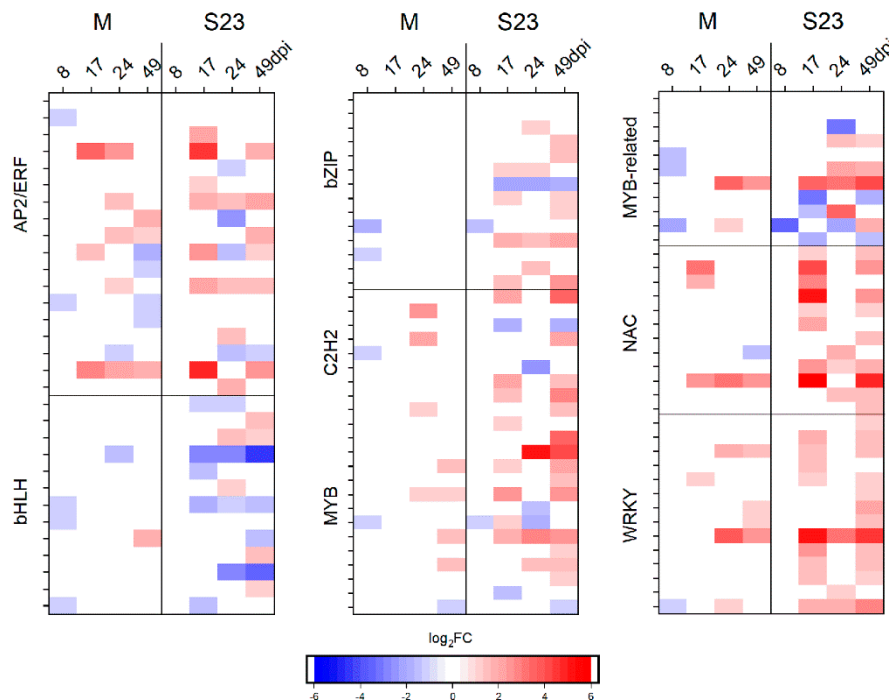 M S23 M S23 M S23
8 17 24 49 8 17 24 49dpi 8 17 24 49 8 17 24 49dpi 8 17 24 49 8 17 24 49dpi
AP2/ERF bZIP MYB-related
C2H2 NAC
bHLH MYB WRKY
log2FC
-6 -4 -2 0 2 4 6